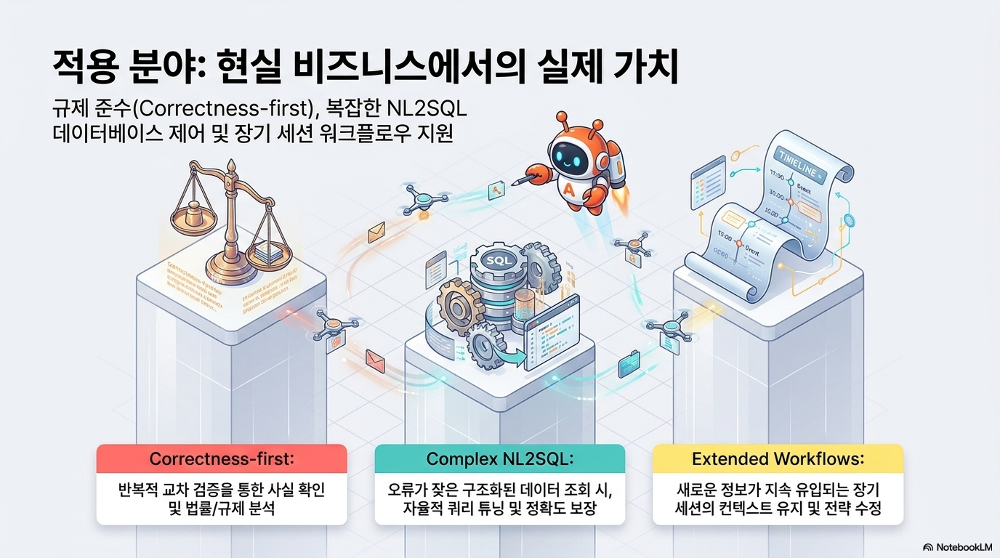 적용 분야: 현실 비즈니스에서의 실제 가치
규제 준수(Correctness-first), 복잡한 NL2SQL
데이터베이스 제어 및 장기 세션 워크플로우 지원
A
SQL
TIMELINE
Correctness-first:
반복적 교차 검증을 통한 사실 확인
및 법률/규제 분석
Complex NL2SQL:
오류가 잦은 구조화된 데이터 조회 시,
자율적 쿼리 튜닝 및 정확도 보장
Extended Workflows:
새로운 정보가 지속 유입되는 장기
세션의 컨텍스트 유지 및 전략 수정
NotebookLM